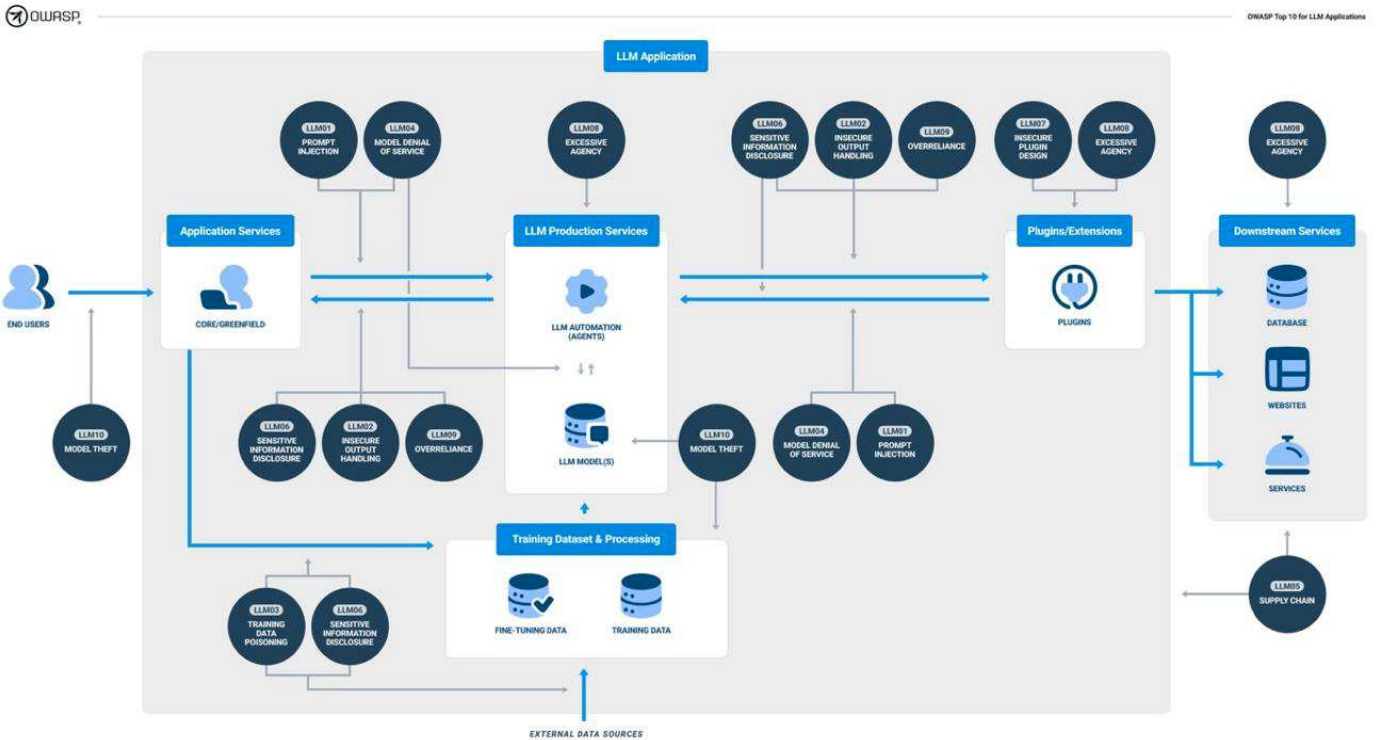 OWASP
OWASP Top 10 for LLM Applications
LLM Application
LLM01
PROMPT
INJECTION
LLM04
MODEL DENIAL
OF SERVICE
LLM08
EXCESSIVE
AGENCY
LLM06
SENSITIVE
INFORMATION
DISCLOSURE
LLM02
INSECURE
OUTPUT
HANDLING
LLM09
OVERRELIANCE
LLM07
INSECURE
PLUGIN
DESIGN
LLM08
EXCESSIVE
AGENCY
LLM08
EXCESSIVE
AGENCY
Application Services
LLM Production Services
Plugins/Extensions
Downstream Services
END USERS
CORE/GREENFIELD
LLM AUTOMATION
(AGENTS)
PLUGINS
DATABASE
WEBSITES
SERVICES
LLM10
MODEL THEFT
LLM06
SENSITIVE
INFORMATION
DISCLOSURE
LLM02
INSECURE
OUTPUT
HANDLING
LLM09
OVERRELIANCE
LLM MODEL(S)
LLM10
MODEL THEFT
LLM04
MODEL DENIAL
OF SERVICE
LLM01
PROMPT
INJECTION
Training Dataset & Processing
FINE-TUNING DATA
TRAINING DATA
LLM03
TRAINING
DATA
POISONING
LLM06
SENSITIVE
INFORMATION
DISCLOSURE
LLM05
SUPPLY CHAIN
EXTERNAL DATA SOURCES